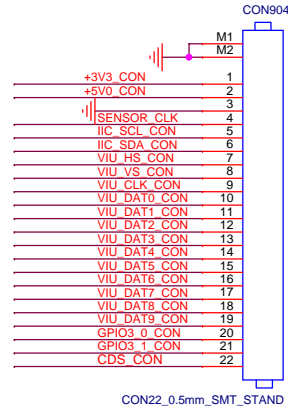 CON904
M1
M2
+3V3_CON 1
+5V0_CON 2
3
SENSOR_CLK 4
IIC_SCL_CON 5
IIC_SDA_CON 6
VIU_HS_CON 7
VIU_VS_CON 8
VIU_CLK_CON 9
VIU_DAT0_CON 10
VIU_DAT1_CON 11
VIU_DAT2_CON 12
VIU_DAT3_CON 13
VIU_DAT4_CON 14
VIU_DAT5_CON 15
VIU_DAT6_CON 16
VIU_DAT7_CON 17
VIU_DAT8_CON 18
VIU_DAT9_CON 19
GPIO3_0_CON 20
GPIO3_1_CON 21
CDS_CON 22
CON22_0.5mm_SMT_STAND